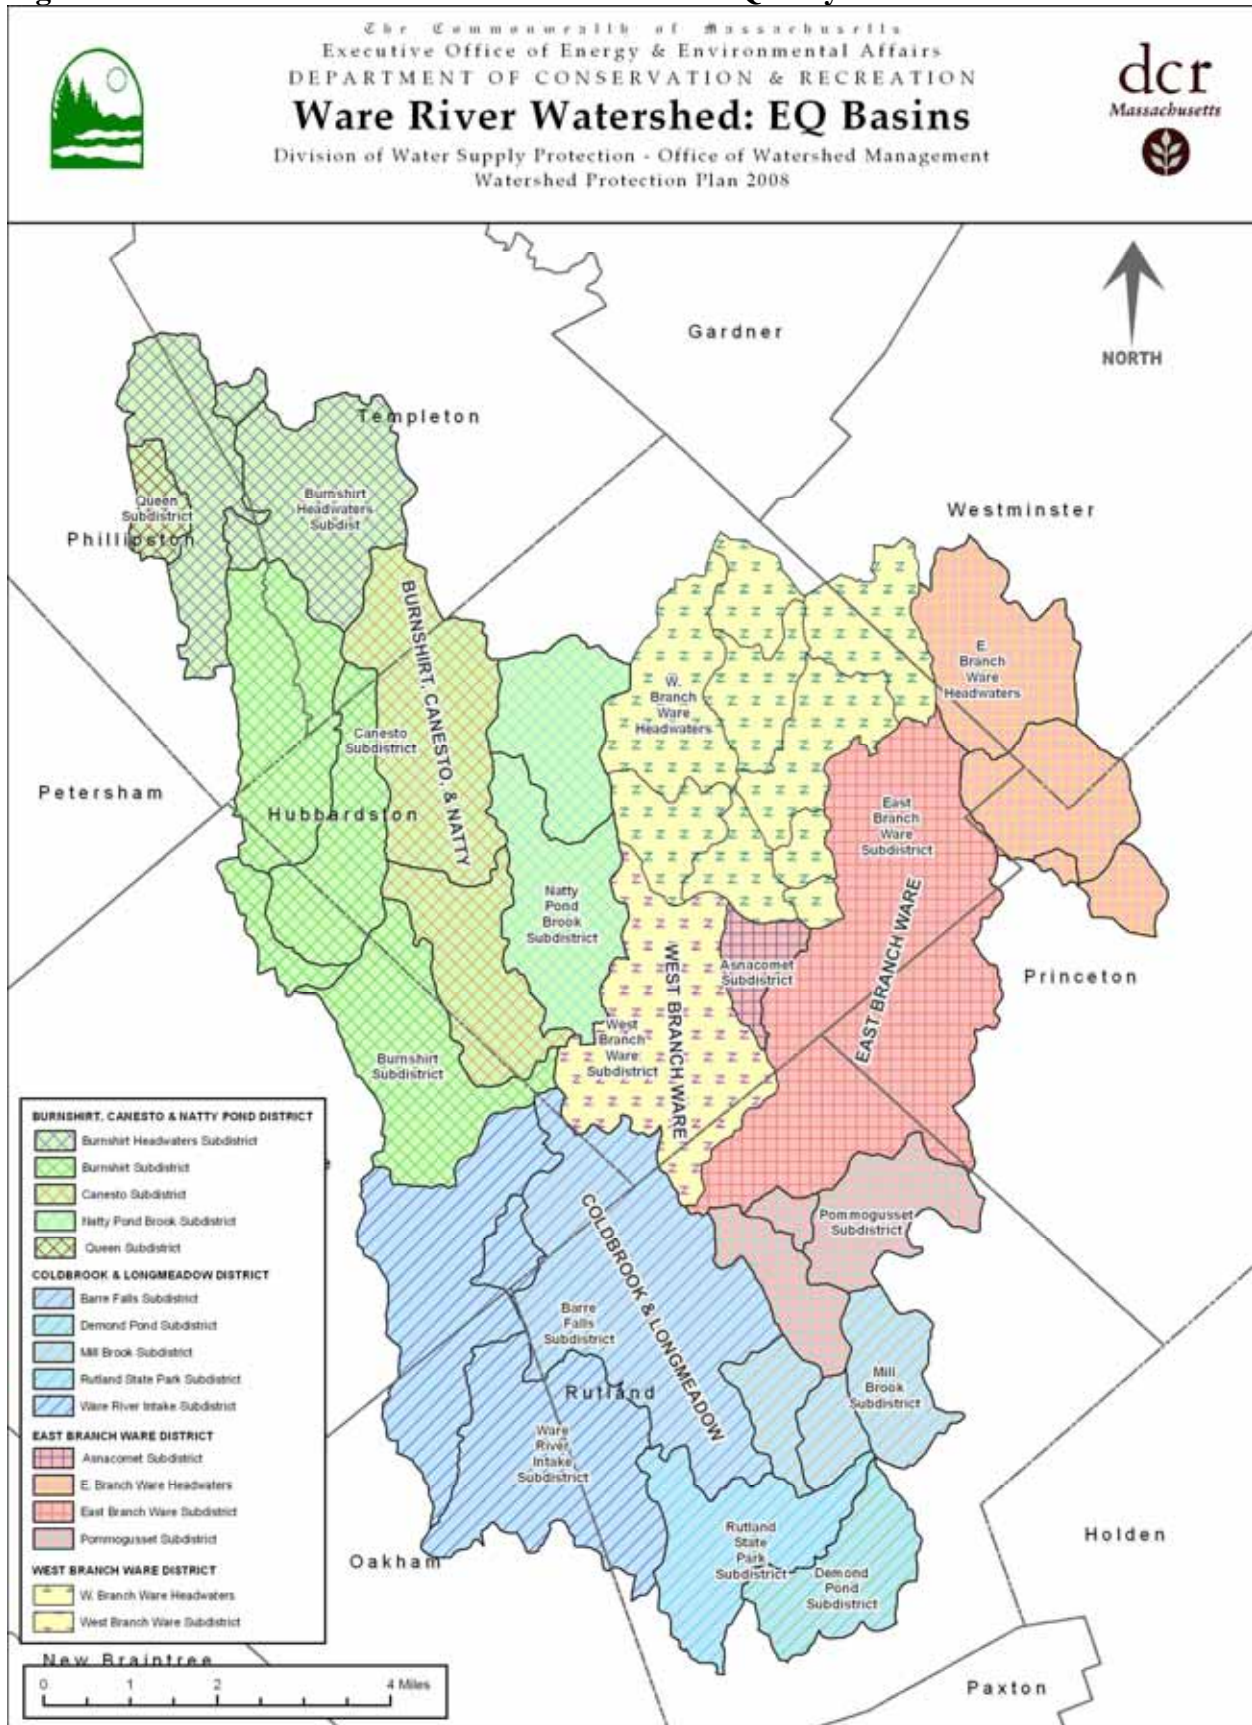 The Commonwealth of Massachusetts
Executive Office of Energy & Environmental Affairs
DEPARTMENT OF CONSERVATION & RECREATION
Ware River Watershed: EQ Basins
Division of Water Supply Protection - Office of Watershed Management
Watershed Protection Plan 2008
dcr
Massachusetts
NORTH
Gardner
Templeton
Westminster
Queen
Subdistrict
Burnshirt
Headwaters
Subdist
Phillipston
E.
Branch
Ware
Headwaters
W.
Branch
Ware
Headwaters
BURNSHIRT, CANESTO, & NATTY
Canesto
Subdistrict
Petersham
Hubbardston
East
Branch
Ware
Subdistrict
Natty
Pond
Brook
Subdistrict
WEST BRANCH WARE
Asnacomet
Subdistrict
EAST BRANCH WARE
Princeton
West
Branch
Ware
Subdistrict
Burnshirt
Subdistrict
COLDBROOK & LONGMEADOW
Pommogusset
Subdistrict
Barre
Falls
Subdistrict
Rutland
Mill
Brook
Subdistrict
Ware
River
Intake
Subdistrict
Rutland
State
Park
Subdistrict
Demond
Pond
Subdistrict
Holden
Oakham
Paxton
New Braintree
BURNSHIRT, CANESTO & NATTY POND DISTRICT
Burnshirt Headwaters Subdistrict
Burnshirt Subdistrict
Canesto Subdistrict
Natty Pond Brook Subdistrict
Queen Subdistrict
COLDBROOK & LONGMEADOW DISTRICT
Barre Falls Subdistrict
Demond Pond Subdistrict
Mill Brook Subdistrict
Rutland State Park Subdistrict
Ware River Intake Subdistrict
EAST BRANCH WARE DISTRICT
Asnacomet Subdistrict
E. Branch Ware Headwaters
East Branch Ware Subdistrict
Pommogusset Subdistrict
WEST BRANCH WARE DISTRICT
W. Branch Ware Headwaters
West Branch Ware Subdistrict
0 1 2 4 Miles